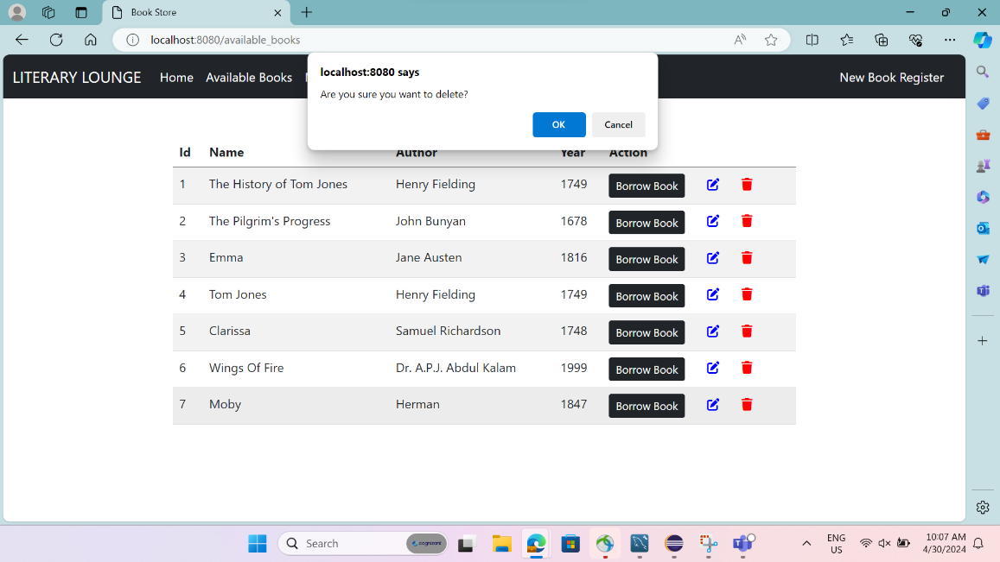 Book Store
localhost:8080/available_books
localhost:8080 says
Are you sure you want to delete?
OK Cancel
LITERARY LOUNGE Home Available Books New Book Register
Id Name Author Year Action
1 The History of Tom Jones Henry Fielding 1749 Borrow Book
2 The Pilgrim's Progress John Bunyan 1678 Borrow Book
3 Emma Jane Austen 1816 Borrow Book
4 Tom Jones Henry Fielding 1749 Borrow Book
5 Clarissa Samuel Richardson 1748 Borrow Book
6 Wings Of Fire Dr. A.P.J. Abdul Kalam 1999 Borrow Book
7 Moby Herman 1847 Borrow Book
Search cognizant
ENG
US
10:07 AM
4/30/2024